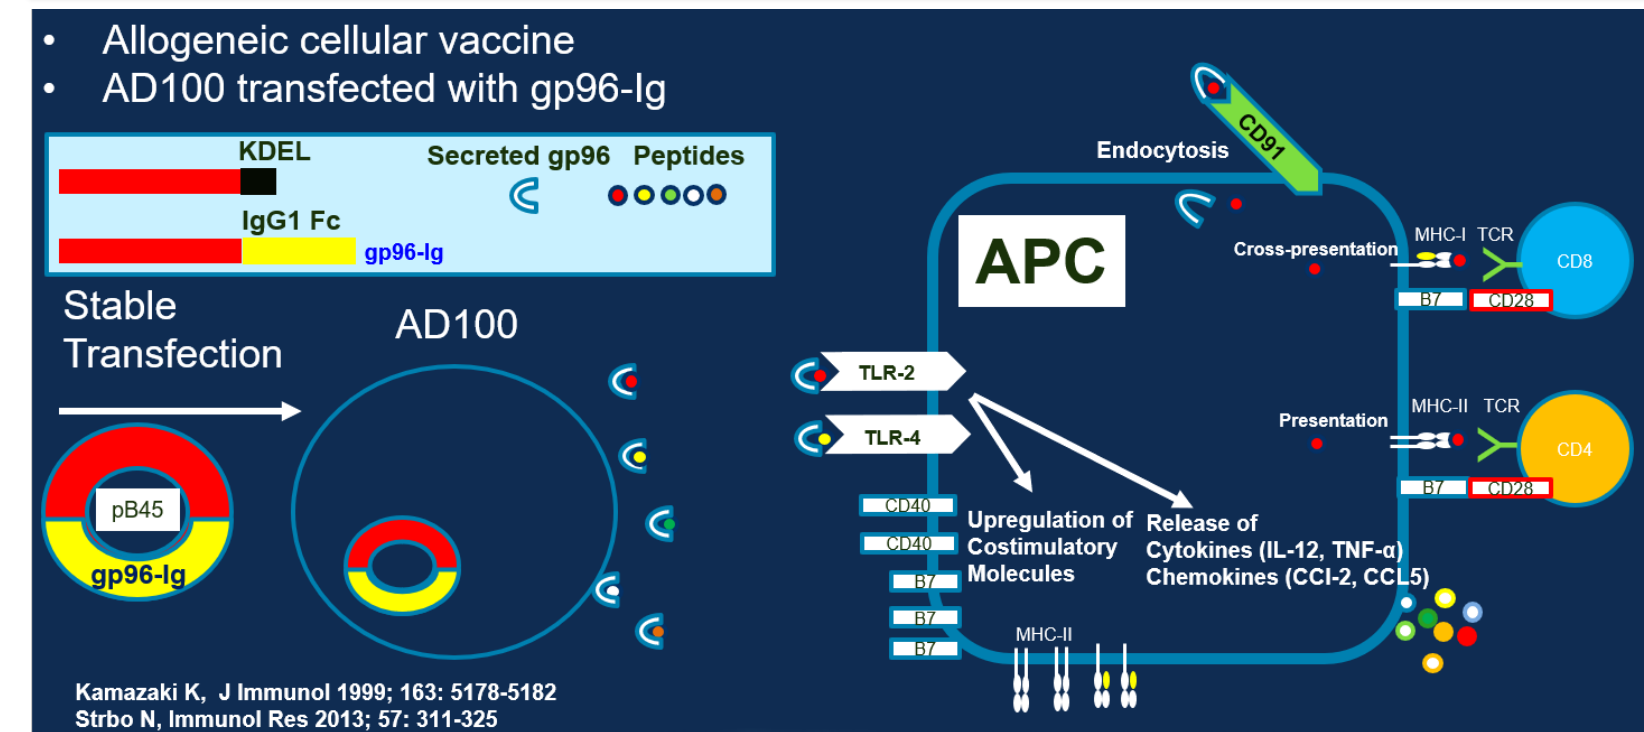 • Allogeneic cellular vaccine
• AD100 transfected with gp96-Ig
KDEL
Secreted gp96 Peptides
IgG1 Fc
gp96-Ig
Stable
Transfection
AD100
pB45
gp96-Ig
Kamazaki K, J Immunol 1999; 163: 5178-5182
Strbo N, Immunol Res 2013; 57: 311-325
CD91
Endocytosis
APC
MHC-I TCR
Cross-presentation
CD8
B7 CD28
TLR-2
TLR-4
MHC-II TCR
Presentation
CD4
B7 CD28
CD40
CD40
B7
B7
B7
Upregulation of
Costimulatory
Molecules
Release of
Cytokines (IL-12, TNF-α)
Chemokines (CCl-2, CCL5)
MHC-II